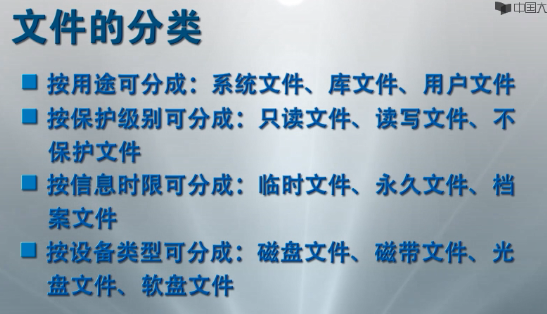 中国大
文件的分类
按用途可分成：系统文件、库文件、用户文件
按保护级别可分成：只读文件、读写文件、不
保护文件
按信息时限可分成：临时文件、永久文件、档
案文件
按设备类型可分成：磁盘文件、磁带文件、光
盘文件、软盘文件